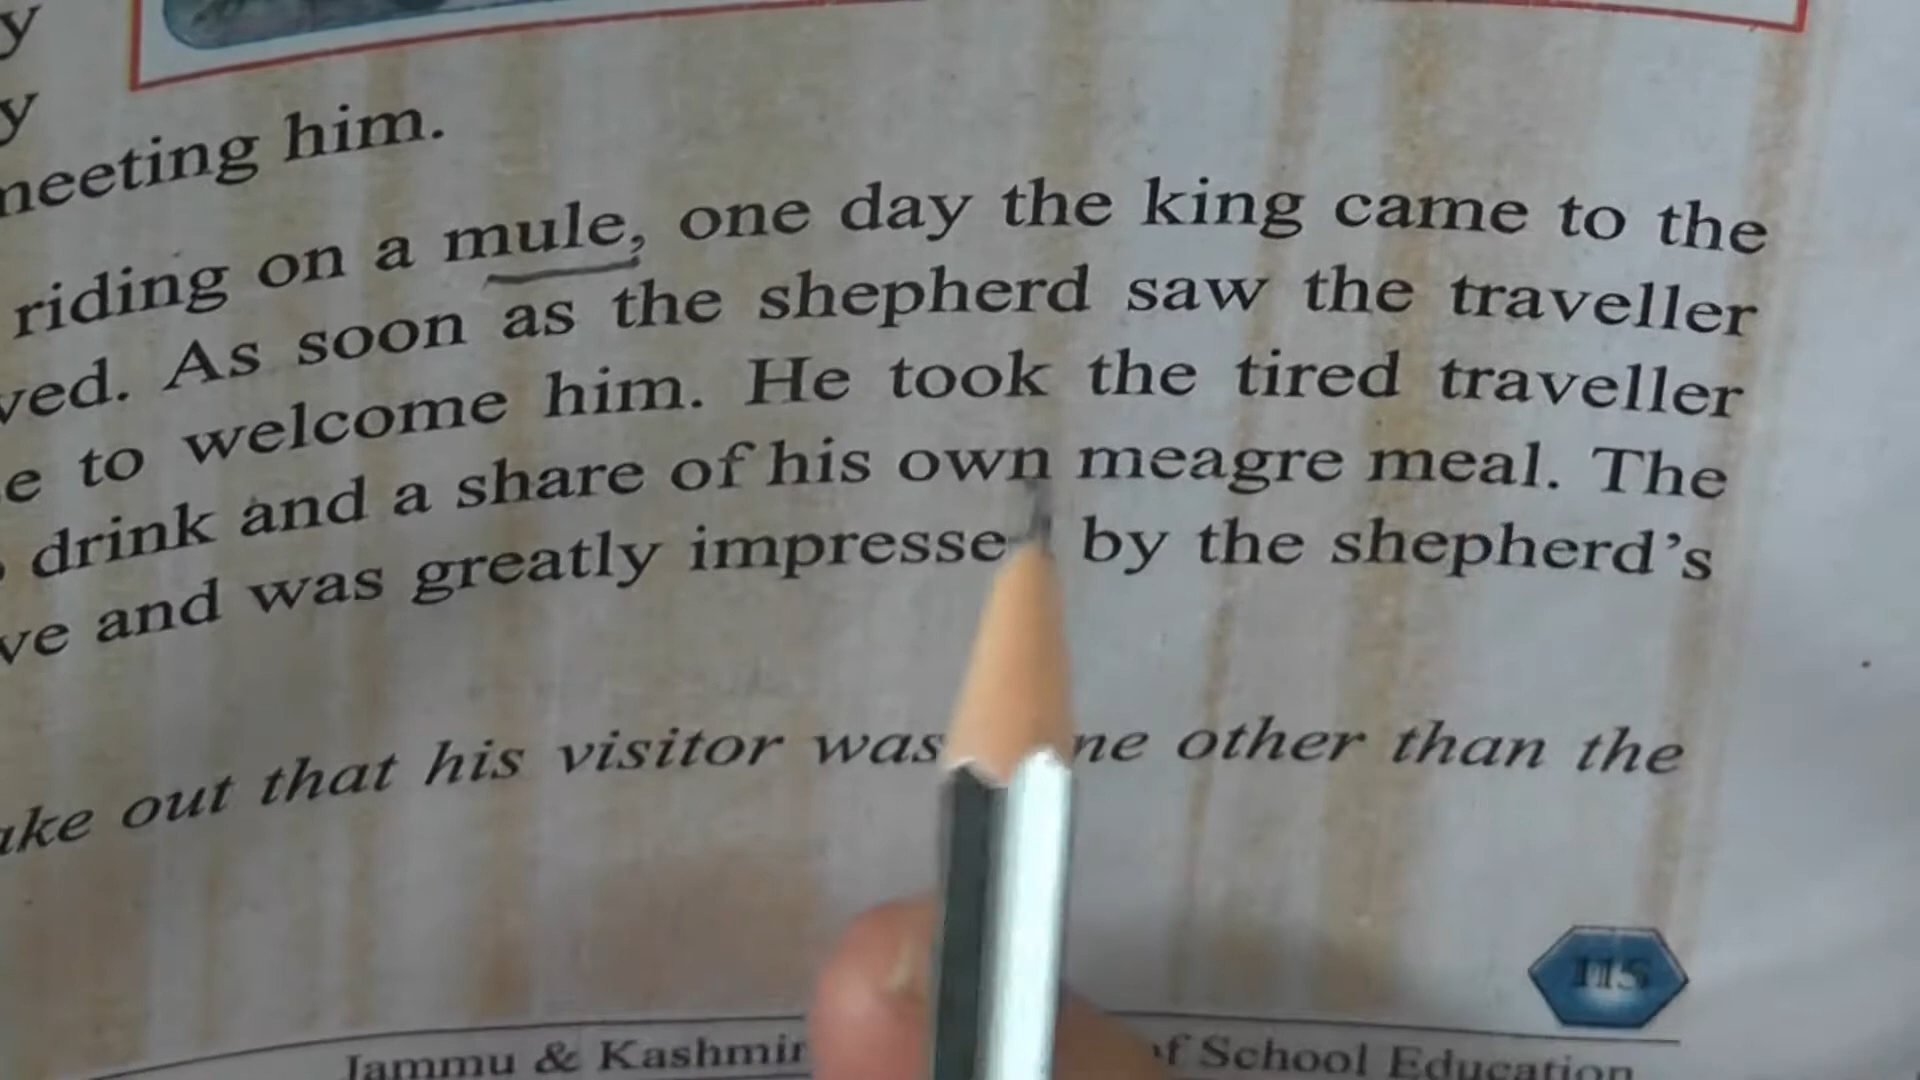 y
y
meeting him.
riding on a mule, one day the king came to the
ved. As soon as the shepherd saw the traveller
e to welcome him. He took the tired traveller
drink and a share of his own meagre meal. The
ve and was greatly impresse by the shepherd's
ake out that his visitor was ne other than the
115
Jammu & Kashmir of School Education